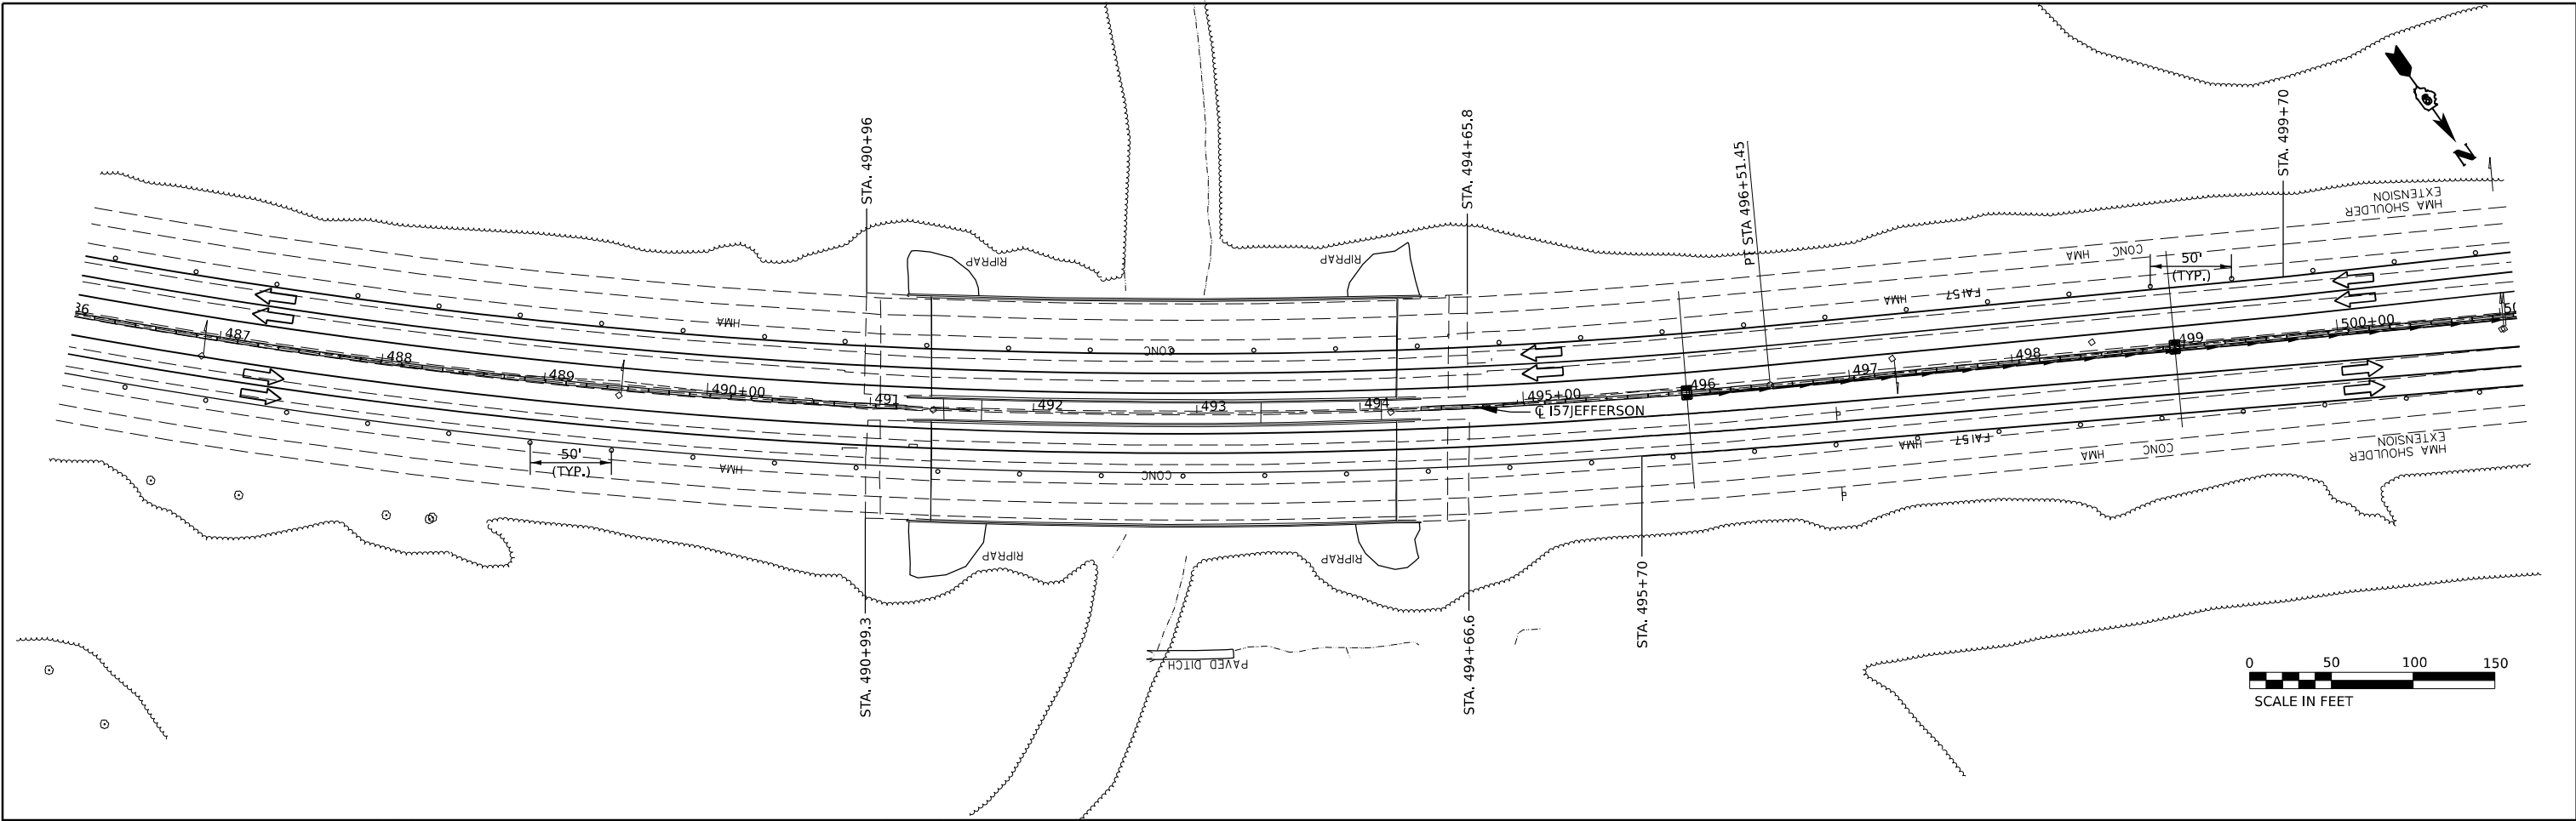 STA. 490+96
STA. 494+65.8
PT STA 496+51.45
STA. 499+70
N
HMA SHOULDER
EXTENSION
RIPRAP
RIPRAP
HMA
CONC
50'
(TYP.)
HMA
FAI 57
HMA
CONC
487
488
489
490+00
491
492
493
494
495+00
496
497
498
499
500+00
℄ I57JEFFERSON
50'
(TYP.)
HMA
CONC
HMA
FAI 57
HMA
CONC
HMA SHOULDER
EXTENSION
RIPRAP
RIPRAP
STA. 490+99.3
STA. 494+66.6
STA. 495+70
PAVED DITCH
0 50 100 150
SCALE IN FEET